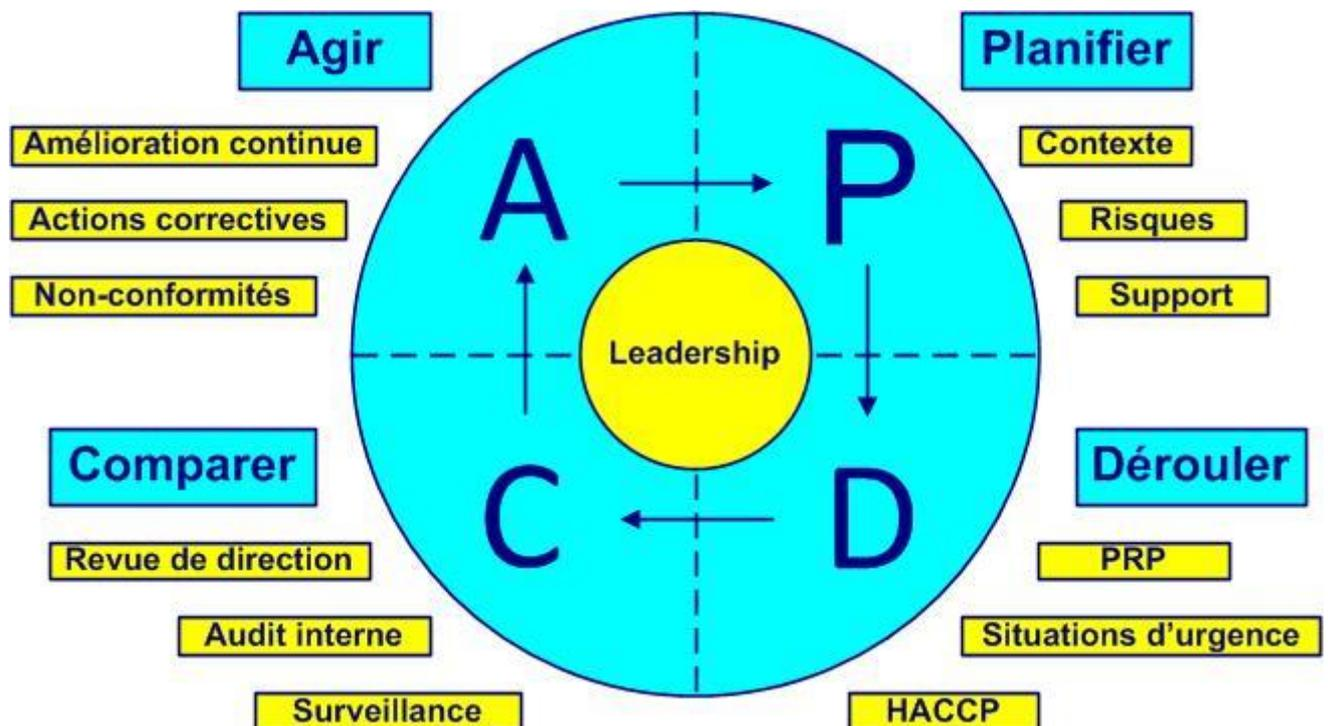 Agir
Planifier
Amélioration continue
Contexte
Actions correctives
Risques
Non-conformités
Support
A
P
Leadership
Comparer
Dérouler
C
D
Revue de direction
PRP
Audit interne
Situations d'urgence
Surveillance
HACCP